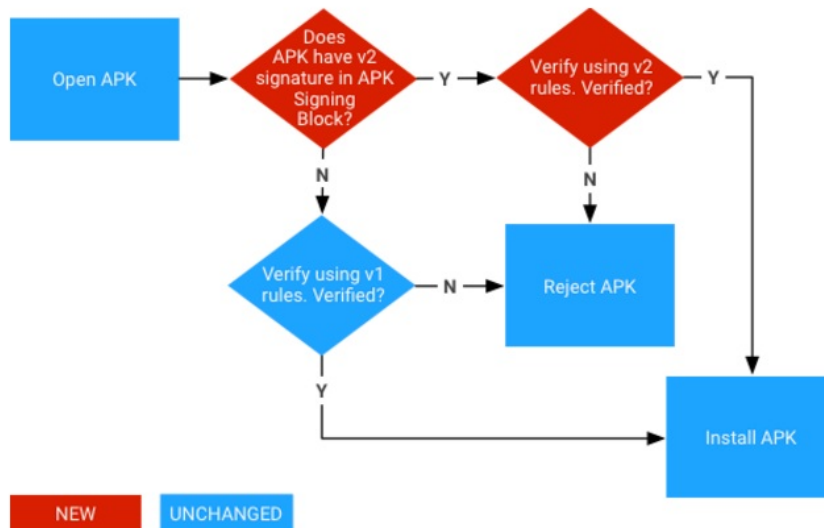 Open APK
Does
APK have v2
signature in APK
Signing
Block?
Y
Verify using v2
rules. Verified?
Y
N
N
Verify using v1
rules. Verified?
N
Reject APK
Y
Install APK
NEW
UNCHANGED